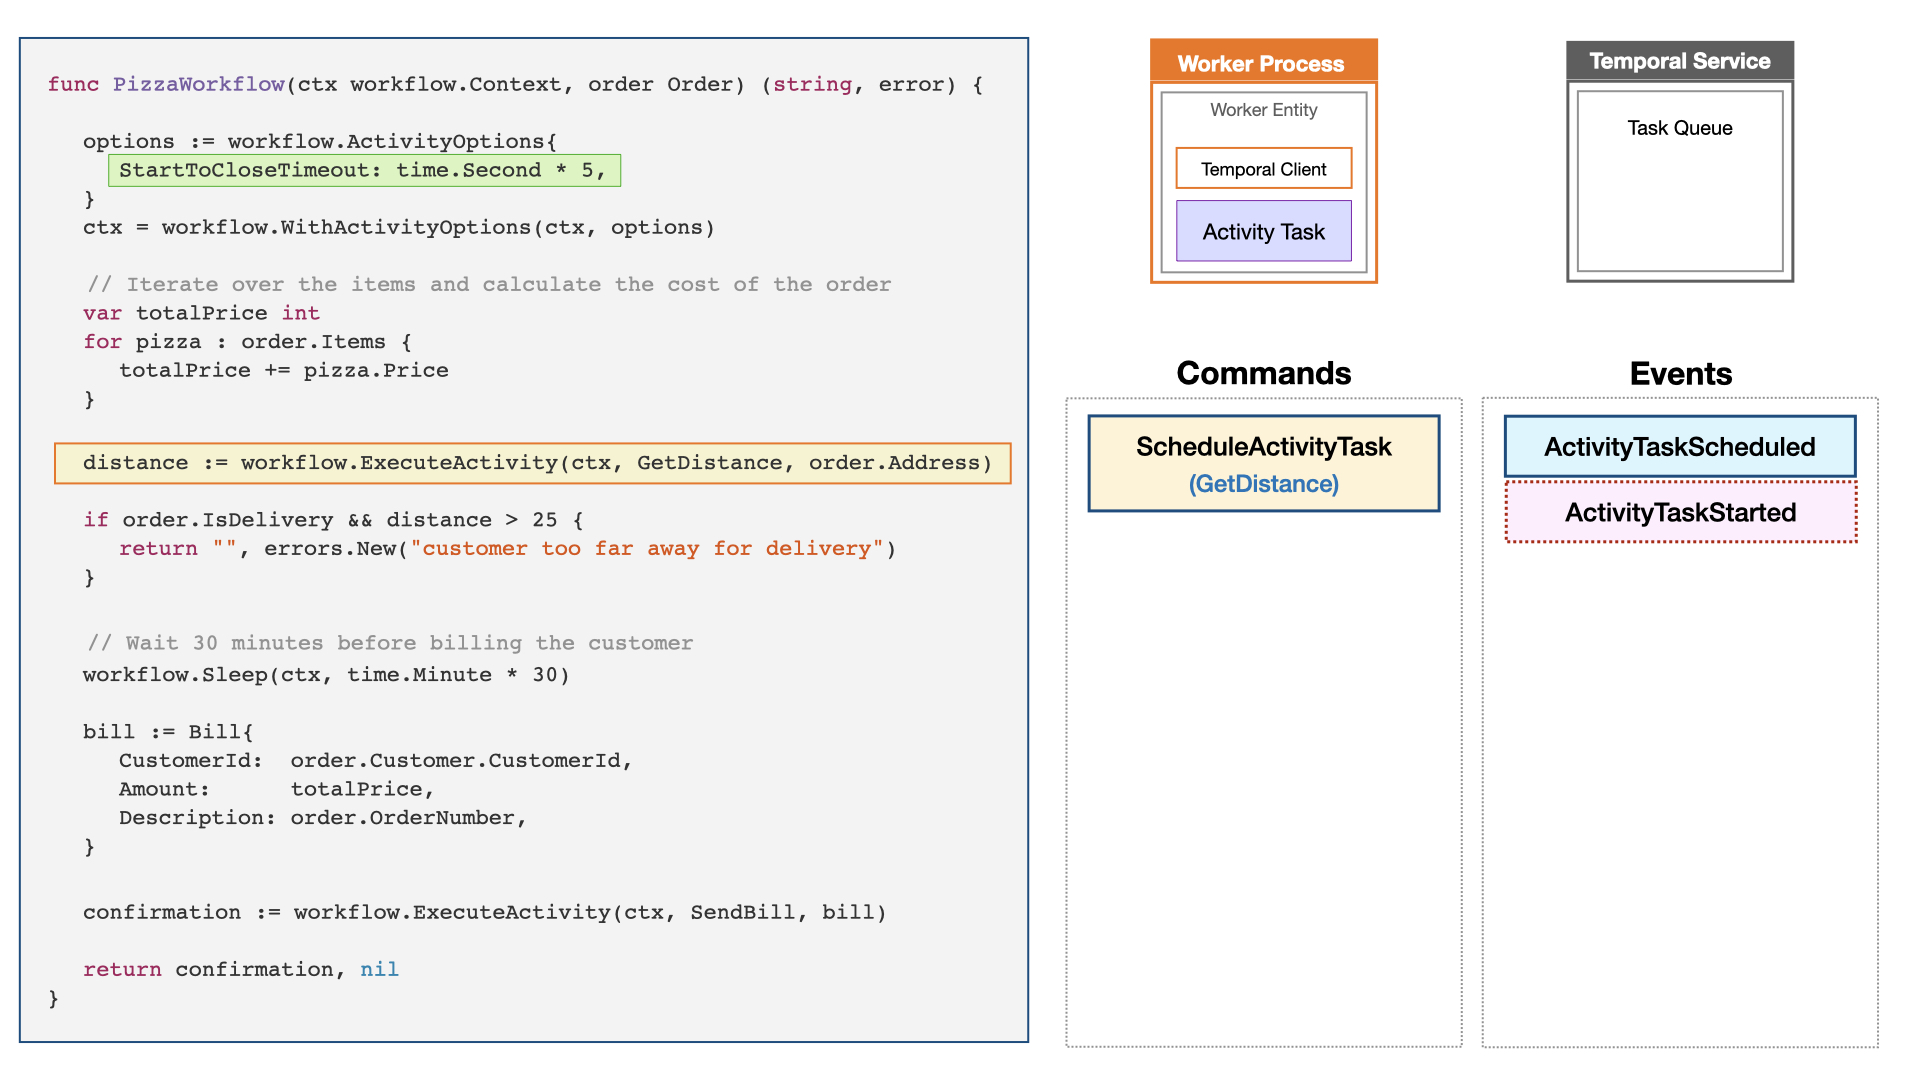 func PizzaWorkflow(ctx workflow.Context, order Order) (string, error) {
options := workflow.ActivityOptions{
StartToCloseTimeout: time.Second * 5,
}
ctx = workflow.WithActivityOptions(ctx, options)
// Iterate over the items and calculate the cost of the order
var totalPrice int
for pizza : order.Items {
totalPrice += pizza.Price
}
distance := workflow.ExecuteActivity(ctx, GetDistance, order.Address)
if order.IsDelivery && distance > 25 {
return "", errors.New("customer too far away for delivery")
}
// Wait 30 minutes before billing the customer
workflow.Sleep(ctx, time.Minute * 30)
bill := Bill{
CustomerId: order.Customer.CustomerId,
Amount: totalPrice,
Description: order.OrderNumber,
}
confirmation := workflow.ExecuteActivity(ctx, SendBill, bill)
return confirmation, nil
}
Worker Process
Worker Entity
Temporal Client
Activity Task
Temporal Service
Task Queue
Commands
ScheduleActivityTask
(GetDistance)
Events
ActivityTaskScheduled
ActivityTaskStarted